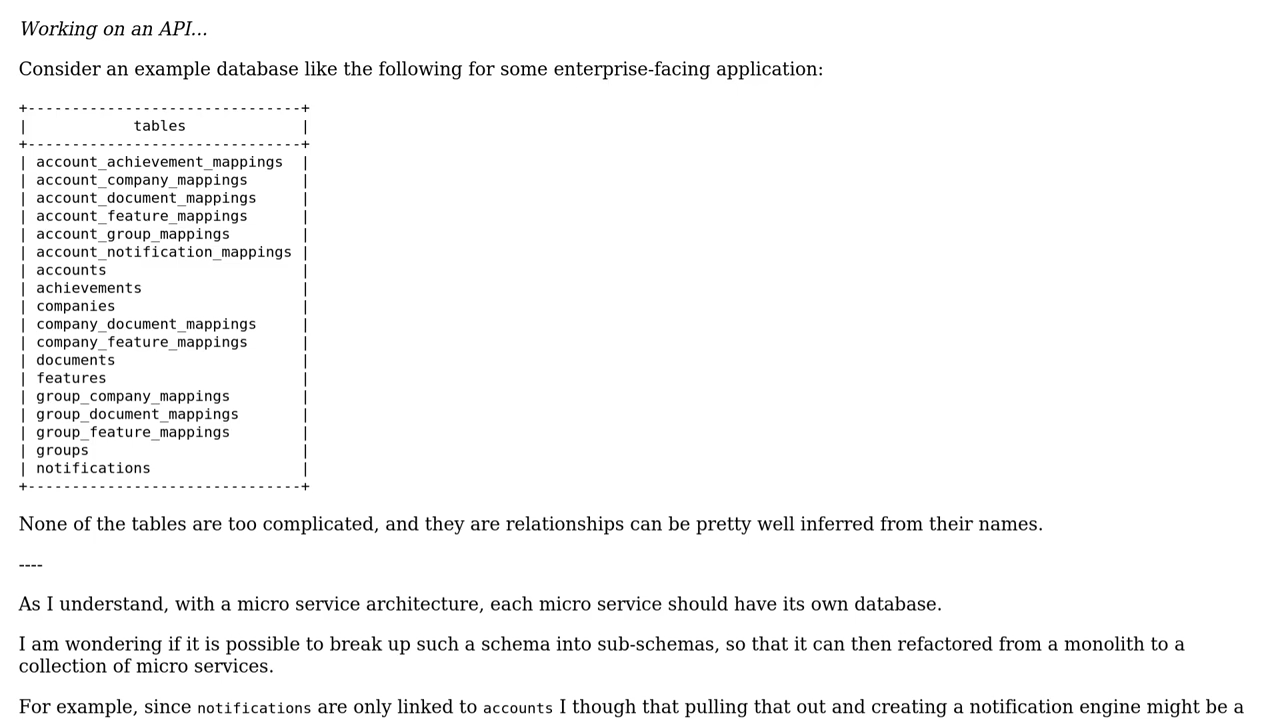 Working on an API...
Consider an example database like the following for some enterprise-facing application:
+-------------------------------+
|            tables             |
+-------------------------------+
| account_achievement_mappings  |
| account_company_mappings      |
| account_document_mappings     |
| account_feature_mappings      |
| account_group_mappings        |
| account_notification_mappings |
| accounts                      |
| achievements                  |
| companies                     |
| company_document_mappings     |
| company_feature_mappings      |
| documents                     |
| features                      |
| group_company_mappings        |
| group_document_mappings       |
| group_feature_mappings        |
| groups                        |
| notifications                 |
+-------------------------------+
None of the tables are too complicated, and they are relationships can be pretty well inferred from their names.
----
As I understand, with a micro service architecture, each micro service should have its own database.
I am wondering if it is possible to break up such a schema into sub-schemas, so that it can then refactored from a monolith to a
collection of micro services.
For example, since notifications are only linked to accounts I though that pulling that out and creating a notification engine might be a